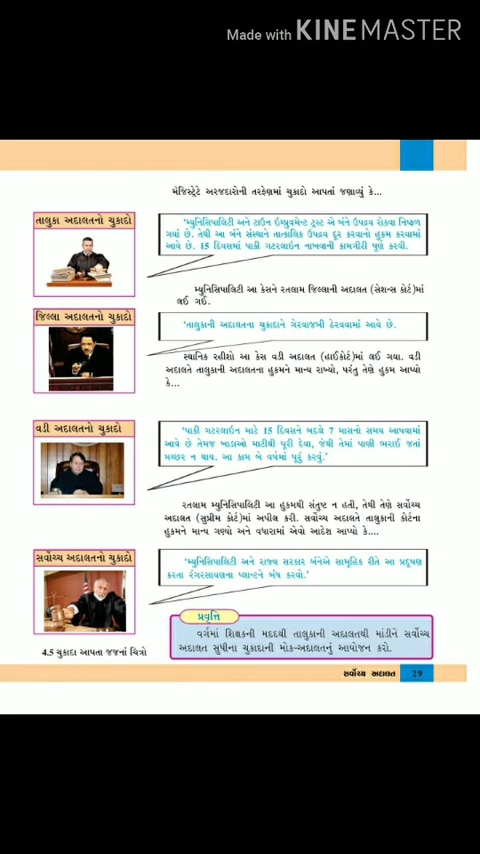 Made with KINEMASTER
મેજિસ્ટ્રેટે અરજદારોની તરફેણમાં ચુકાદો આપતાં જણાવ્યું કે...
તાલુકા અદાલતનો ચુકાદો
'મ્યુનિસિપાલિટી અને ટાઉન ઇમ્પ્રુવમેન્ટ ટ્રસ્ટ એ બંને ઉપદ્રવ રોકવા નિષ્ફળ
ગયાં છે. તેથી આ બંને સંસ્થાને તાત્કાલિક ઉપદ્રવ દૂર કરવાનો હુકમ કરવામાં
આવે છે. 15 દિવસમાં પાકી ગટરલાઇન નાખવાની કામગીરી પૂર્ણ કરવી.
મ્યુનિસિપાલિટી આ કેસને રતલામ જિલ્લાની અદાલત (સેશન્સ કોર્ટ)માં
લઈ ગઈ.
જિલ્લા અદાલતનો ચુકાદો
'તાલુકાની અદાલતના ચુકાદાને ગેરવાજબી ઠેરવવામાં આવે છે.
સ્થાનિક રહીશો આ કેસ વડી અદાલત (હાઈકોર્ટ)માં લઈ ગયા. વડી
અદાલતે તાલુકાની અદાલતના હુકમને માન્ય રાખ્યો, પરંતુ તેણે હુકમ આપ્યો
કે...
વડી અદાલતનો ચુકાદો
'પાકી ગટરલાઇન માટે 15 દિવસને બદલે 7 માસનો સમય આપવામાં
આવે છે તેમજ ખાડાઓ માટીથી પૂરી દેવા, જેથી તેમાં પાણી ભરાઈ જતાં
મચ્છર ન થાય. આ કામ બે વર્ષમાં પૂરું કરવું.'
રતલામ મ્યુનિસિપાલિટી આ હુકમથી સંતુષ્ટ ન હતી, તેથી તેણે સર્વોચ્ચ
અદાલત (સુપ્રીમ કોર્ટ)માં અપીલ કરી. સર્વોચ્ચ અદાલતે તાલુકાની કોર્ટના
હુકમને માન્ય ગણ્યો અને વધારામાં એવો આદેશ આપ્યો કે....
સર્વોચ્ચ અદાલતનો ચુકાદો
'મ્યુનિસિપાલિટી અને રાજ્ય સરકાર બંનેએ સામૂહિક રીતે આ પ્રદૂષણ
કરતા રંગરસાયણના પ્લાન્ટને બંધ કરવો.'
પ્રવૃત્તિ
વર્ગમાં શિક્ષકની મદદથી તાલુકાની અદાલતથી માંડીને સર્વોચ્ચ
અદાલત સુધીના ચુકાદાની મોક-અદાલતનું આયોજન કરો.
4.5 ચુકાદા આપતા જજનાં ચિત્રો
સર્વોચ્ચ અદાલત 29